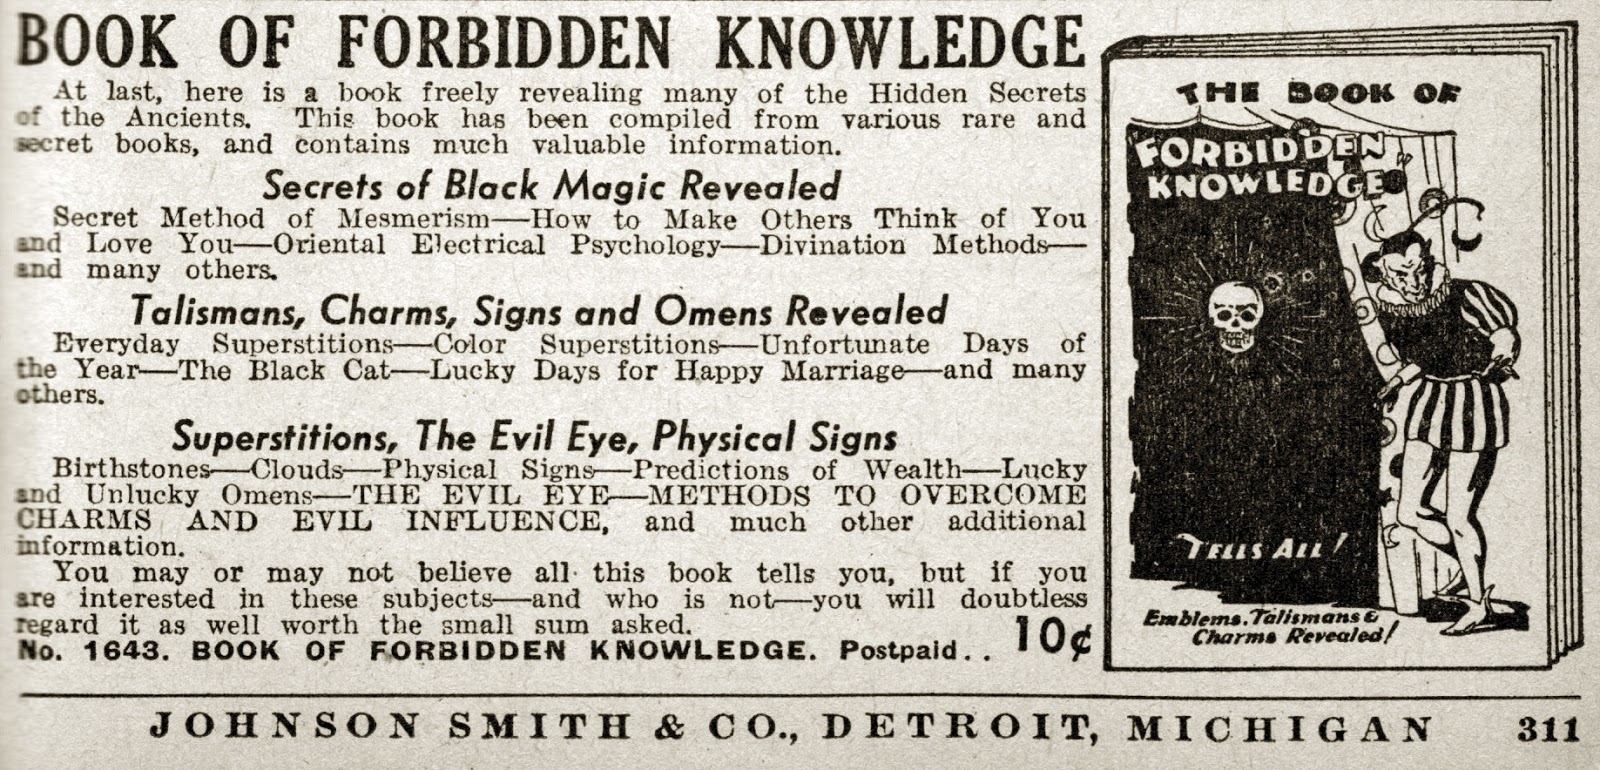 BOOK OF FORBIDDEN KNOWLEDGE
At last, here is a book freely revealing many of the Hidden Secrets
of the Ancients. This book has been compiled from various rare and
secret books, and contains much valuable information.
Secrets of Black Magic Revealed
Secret Method of Mesmerism—How to Make Others Think of You
and Love You—Oriental Electrical Psychology—Divination Methods—
and many others.
Talismans, Charms, Signs and Omens Revealed
Everyday Superstitions—Color Superstitions—Unfortunate Days of
the Year—The Black Cat—Lucky Days for Happy Marriage—and many
others.
Superstitions, The Evil Eye, Physical Signs
Birthstones—Clouds—Physical Signs—Predictions of Wealth—Lucky
and Unlucky Omens—THE EVIL EYE—METHODS TO OVERCOME
CHARMS AND EVIL INFLUENCE, and much other additional
information.
You may or may not believe all this book tells you, but if you
are interested in these subjects—and who is not—you will doubtless
regard it as well worth the small sum asked.
No. 1643. BOOK OF FORBIDDEN KNOWLEDGE. Postpaid.. 10¢
THE BOOK OF
"FORBIDDEN
KNOWLEDGE"
TELLS ALL!
Emblems. Talismans &
Charms Revealed!
JOHNSON SMITH & CO., DETROIT, MICHIGAN 311